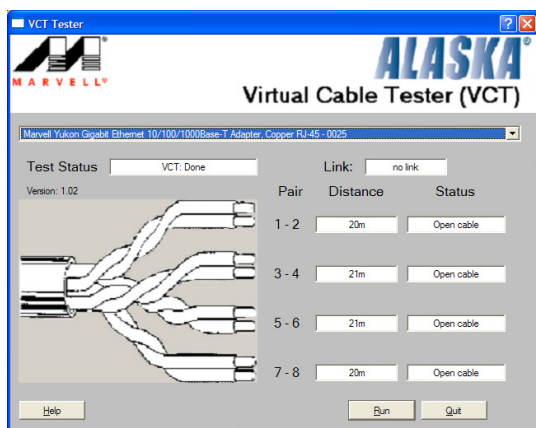 VCT Tester
MARVELL®
ALASKA®
Virtual Cable Tester (VCT)
Marvell Yukon Gigabit Ethernet 10/100/1000Base-T Adapter, Copper RJ-45 - 0025
Test Status VCT: Done Link: no link
Version: 1.02
Pair Distance Status
1 - 2 20m Open cable
3 - 4 21m Open cable
5 - 6 21m Open cable
7 - 8 20m Open cable
Help Run Quit